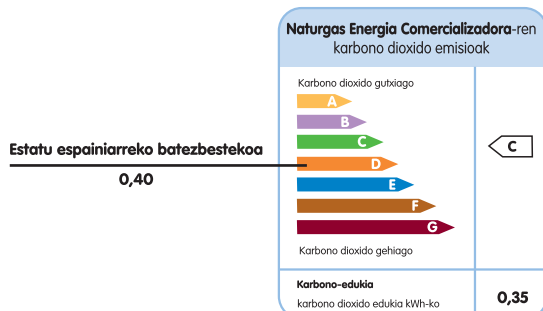 Naturgas Energia Comercializadora-ren
karbono dioxido emisioak
Karbono dioxido gutxiago
A
B
C
C
Estatu espainiarreko batezbestekoa
D
0,40
E
F
G
Karbono dioxido gehiago
Karbono-edukia
karbono dioxido edukia kWh-ko
0,35